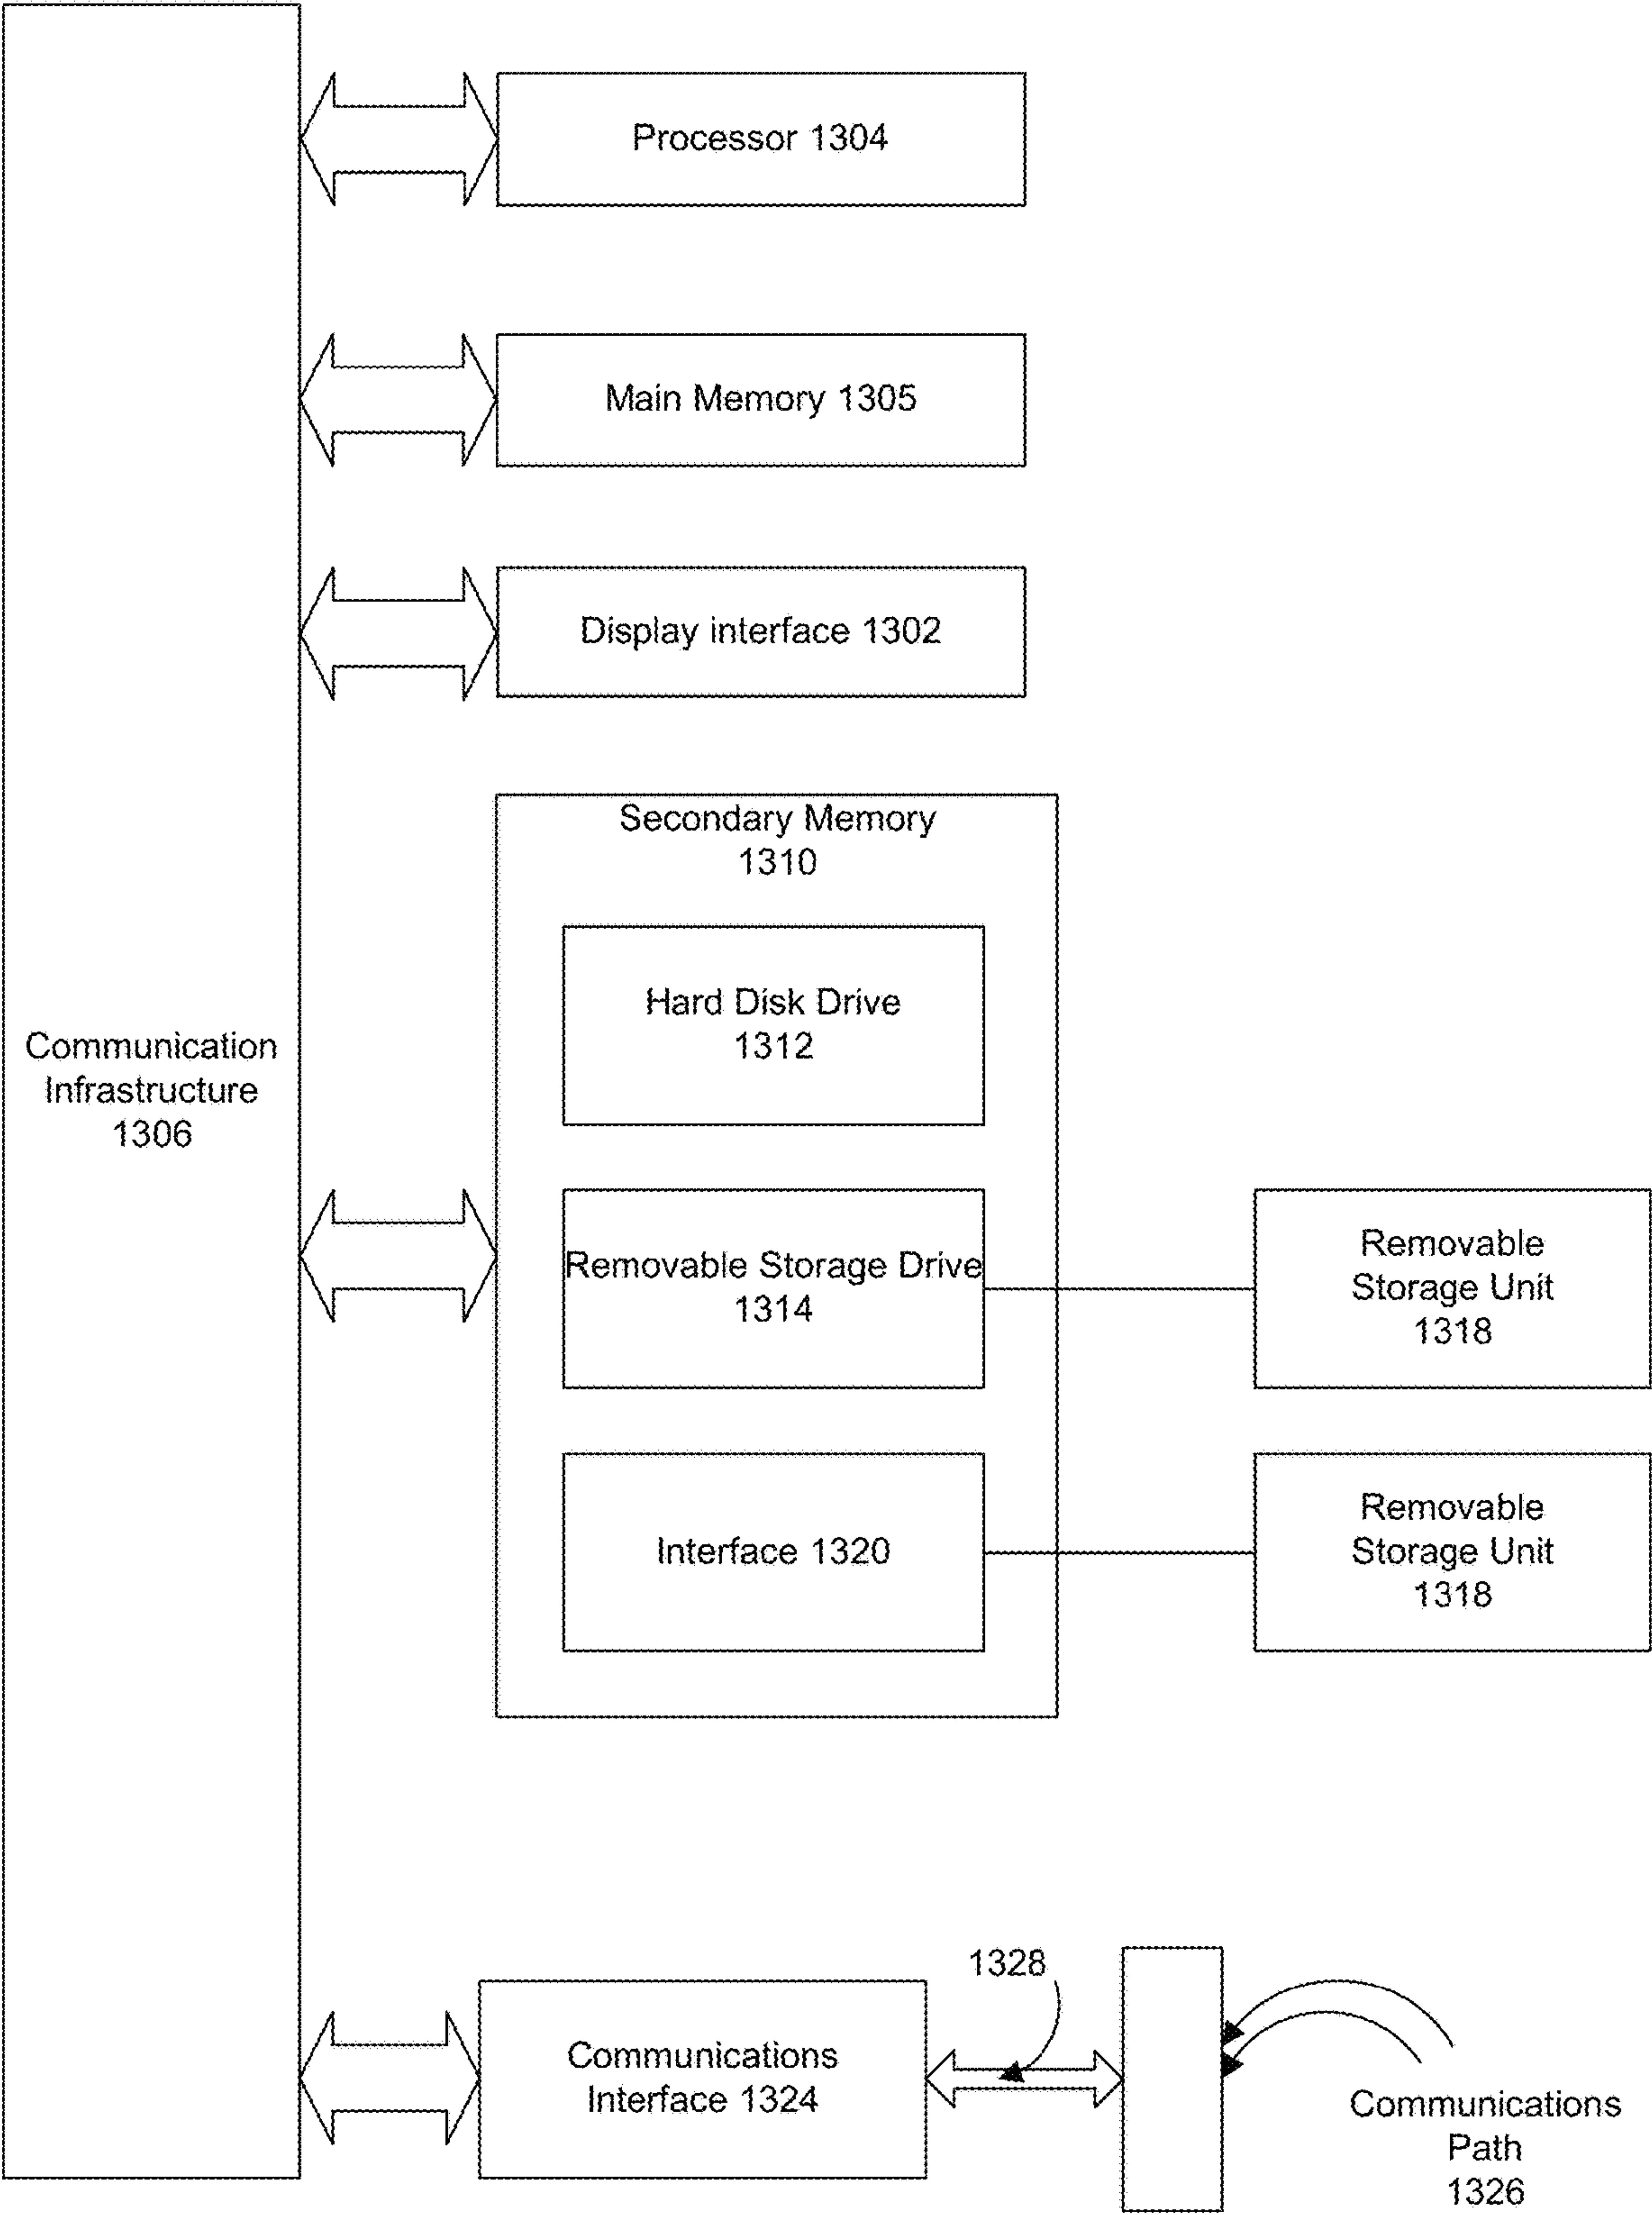 Processor 1304
Main Memory 1305
Display interface 1302
Secondary Memory
1310
Hard Disk Drive
1312
Communication
Infrastructure
1306
Removable Storage Drive
1314
Removable
Storage Unit
1318
Interface 1320
Removable
Storage Unit
1318
1328
Communications
Interface 1324
Communications
Path
1326